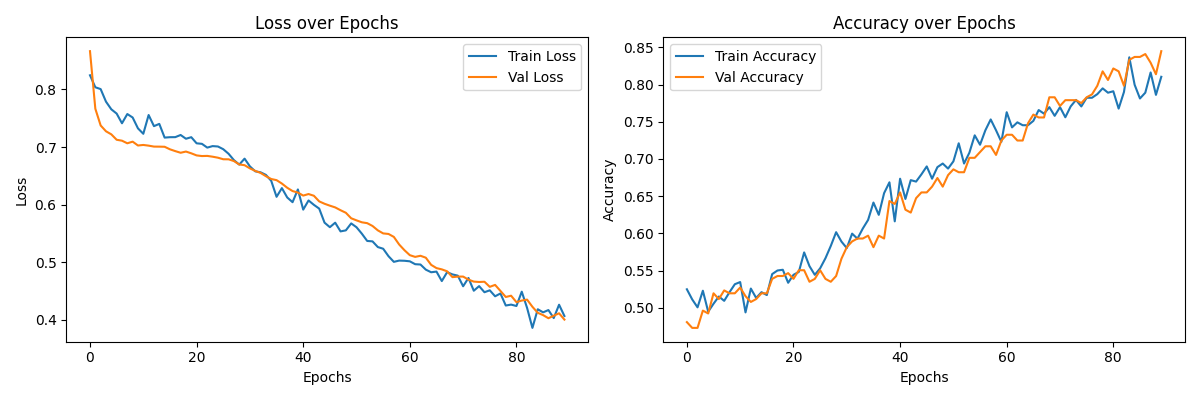 Loss over Epochs
Train Loss
Val Loss
0.8
0.7
0.6
0.5
0.4
Loss
0
20
40
60
80
Epochs
Accuracy over Epochs
Train Accuracy
Val Accuracy
0.85
0.80
0.75
0.70
0.65
0.60
0.55
0.50
Accuracy
0
20
40
60
80
Epochs